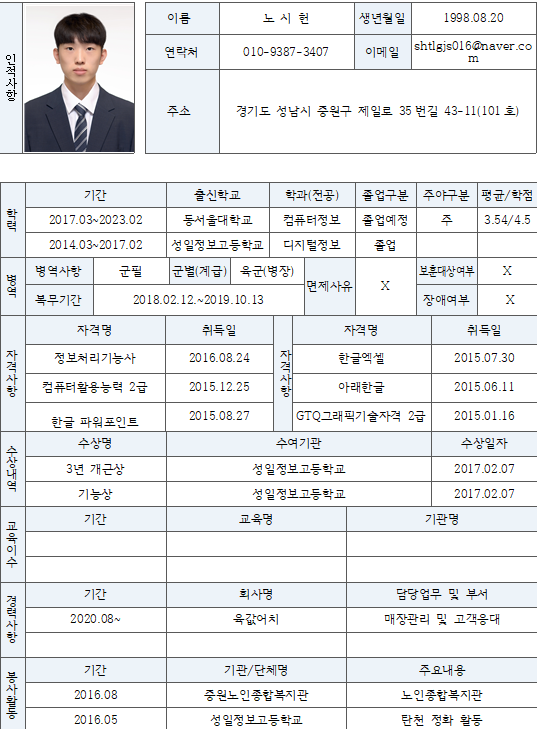 인적사항
이름 노 시 헌 생년월일 1998.08.20
연락처 010-9387-3407 이메일 shtlgjs016@naver.com
주소 경기도 성남시 중원구 제일로 35번길 43-11(101호)
학력
기간 출신학교 학과(전공) 졸업구분 주야구분 평균/학점
2017.03~2023.02 동서울대학교 컴퓨터정보 졸업예정 주 3.54/4.5
2014.03~2017.02 성일정보고등학교 디지털정보 졸업
병역
병역사항 군필 군별(계급) 육군(병장) 면제사유 X 보훈대상여부 X
복무기간 2018.02.12.~2019.10.13 장애여부 X
자격사항 자격사항
자격명 취득일 자격명 취득일
정보처리기능사 2016.08.24 한글엑셀 2015.07.30
컴퓨터활용능력 2급 2015.12.25 아래한글 2015.06.11
한글 파워포인트 2015.08.27 GTQ그래픽기술자격 2급 2015.01.16
수상내역
수상명 수여기관 수상일자
3년 개근상 성일정보고등학교 2017.02.07
기능상 성일정보고등학교 2017.02.07
교육이수
기간 교육명 기관명
경력사항
기간 회사명 담당업무 및 부서
2020.08~ 육값어치 매장관리 및 고객응대
봉사활동
기간 기관/단체명 주요내용
2016.08 중원노인종합복지관 노인종합복지관
2016.05 성일정보고등학교 탄천 정화 활동